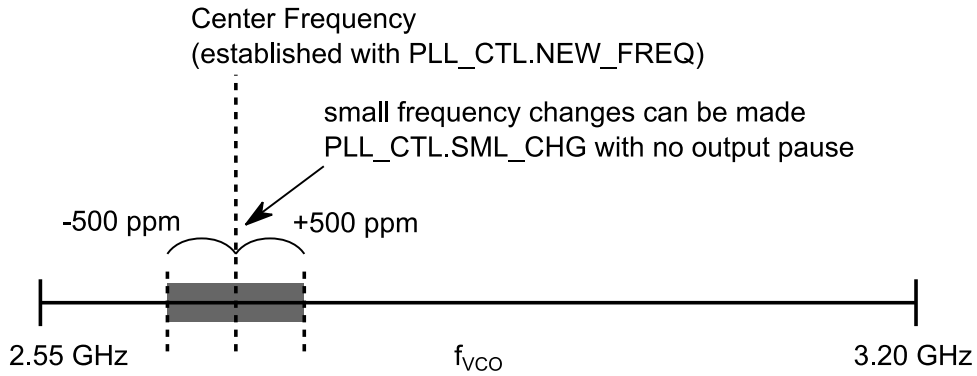 Center Frequency
(established with PLL_CTL.NEW_FREQ)
small frequency changes can be made
PLL_CTL.SML_CHG with no output pause
-500 ppm
+500 ppm
2.55 GHz
fVCO
3.20 GHz